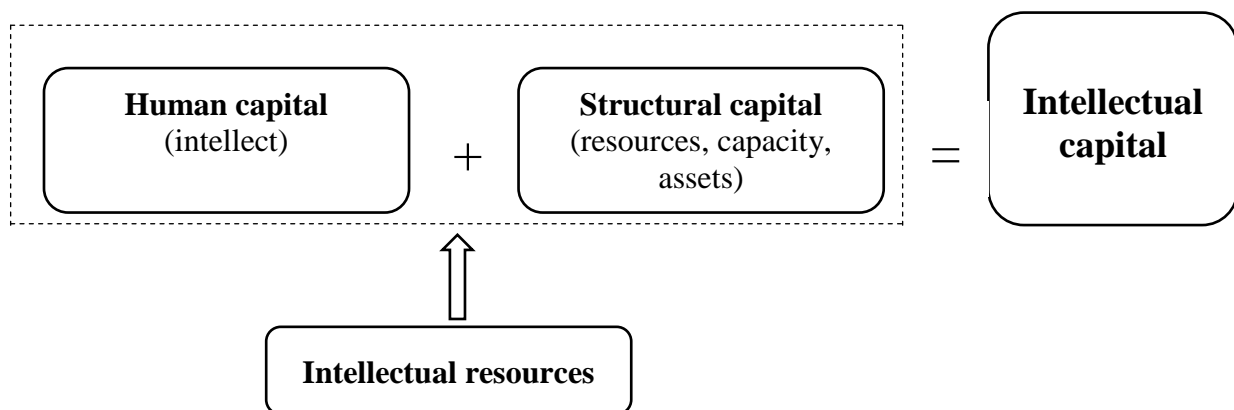 Human capital
(intellect)
+
Structural capital
(resources, capacity,
assets)
=
Intellectual
capital
Intellectual resources